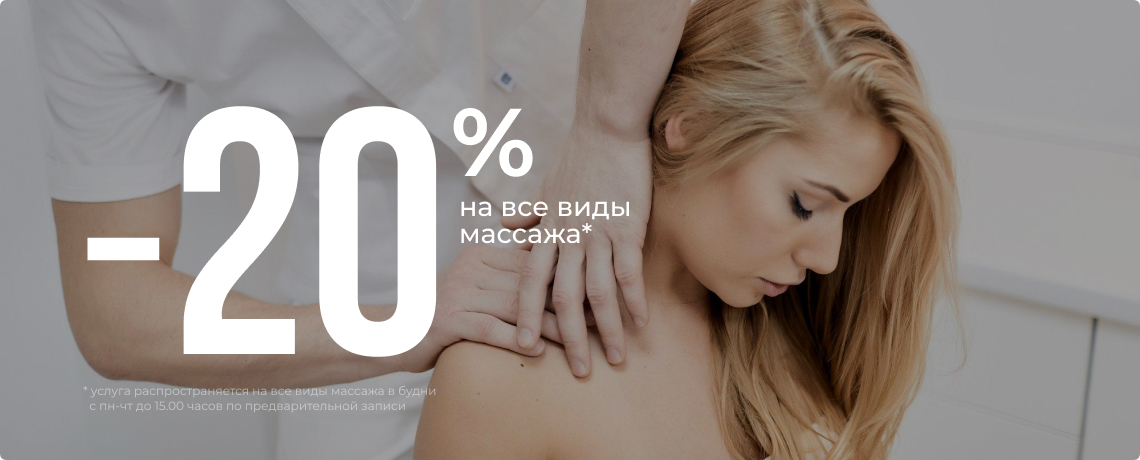 -20%
на все виды
массажа*
* услуга распространяется на все виды массажа в будни
с пн-чт до 15.00 часов по предварительной записи